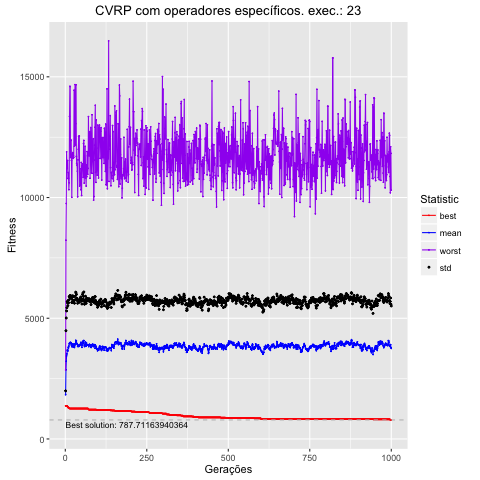 CVRP com operadores específicos. exec.: 23
Fitness
15000
10000
5000
0
Best solution: 787.71163940364
0
250
500
750
1000
Gerações
Statistic
best
mean
worst
std